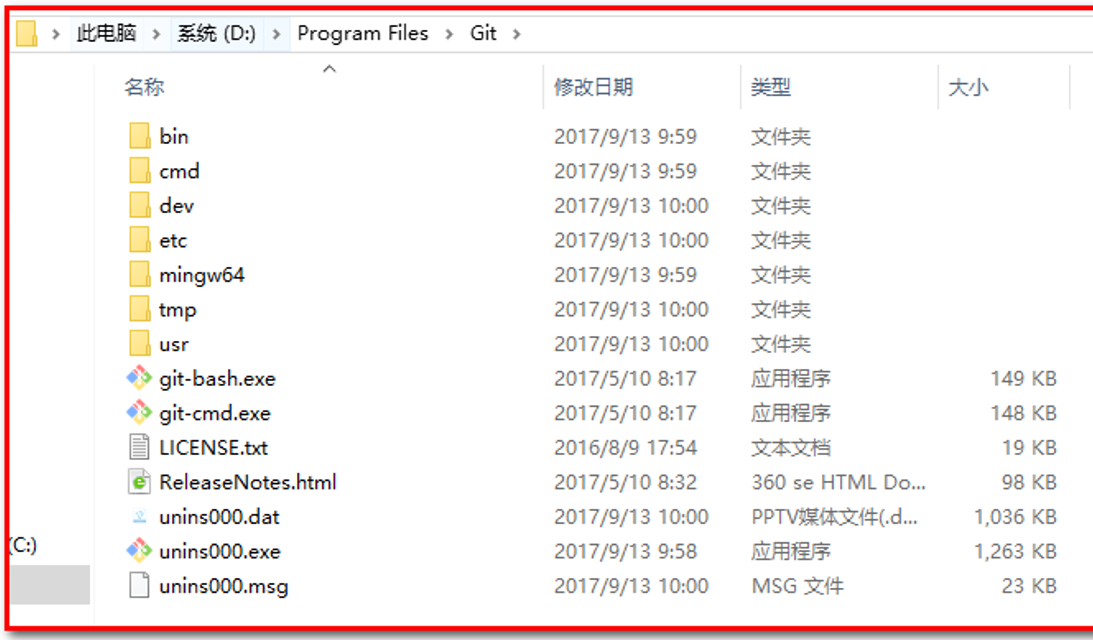 此电脑 > 系统 (D:) > Program Files > Git >
名称 修改日期 类型 大小
bin 2017/9/13 9:59 文件夹
cmd 2017/9/13 9:59 文件夹
dev 2017/9/13 10:00 文件夹
etc 2017/9/13 10:00 文件夹
mingw64 2017/9/13 9:59 文件夹
tmp 2017/9/13 10:00 文件夹
usr 2017/9/13 10:00 文件夹
git-bash.exe 2017/5/10 8:17 应用程序 149 KB
git-cmd.exe 2017/5/10 8:17 应用程序 148 KB
LICENSE.txt 2016/8/9 17:54 文本文档 19 KB
ReleaseNotes.html 2017/5/10 8:32 360 se HTML Do... 98 KB
unins000.dat 2017/9/13 10:00 PPTV媒体文件(.d... 1,036 KB
(C:) unins000.exe 2017/9/13 9:58 应用程序 1,263 KB
unins000.msg 2017/9/13 10:00 MSG 文件 23 KB